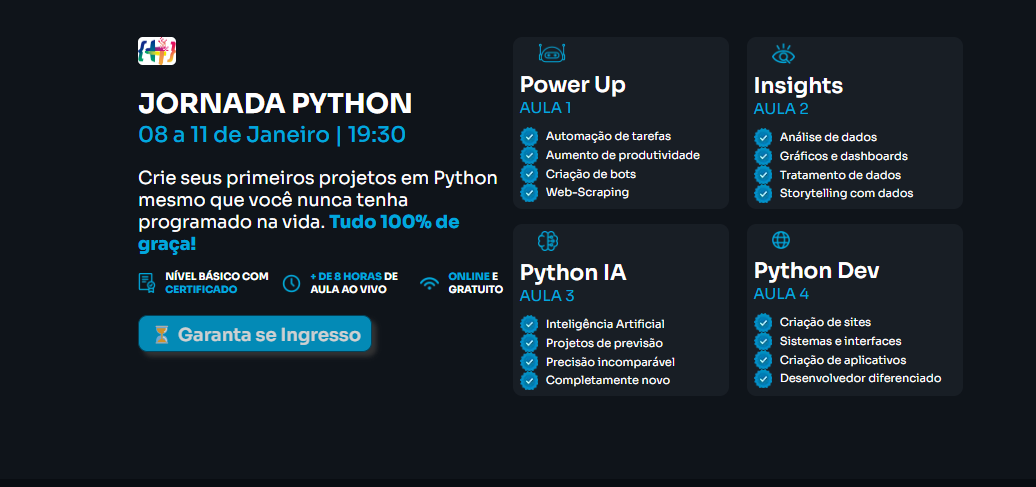 JORNADA PYTHON
08 a 11 de Janeiro | 19:30
Crie seus primeiros projetos em Python
mesmo que você nunca tenha
programado na vida. Tudo 100% de
graça!
NÍVEL BÁSICO COM
CERTIFICADO
+ DE 8 HORAS DE
AULA AO VIVO
ONLINE E
GRATUITO
Garanta se Ingresso
Power Up
AULA 1
Automação de tarefas
Aumento de produtividade
Criação de bots
Web-Scraping
Insights
AULA 2
Análise de dados
Gráficos e dashboards
Tratamento de dados
Storytelling com dados
Python IA
AULA 3
Inteligência Artificial
Projetos de previsão
Precisão incomparável
Completamente novo
Python Dev
AULA 4
Criação de sites
Sistemas e interfaces
Criação de aplicativos
Desenvolvedor diferenciado